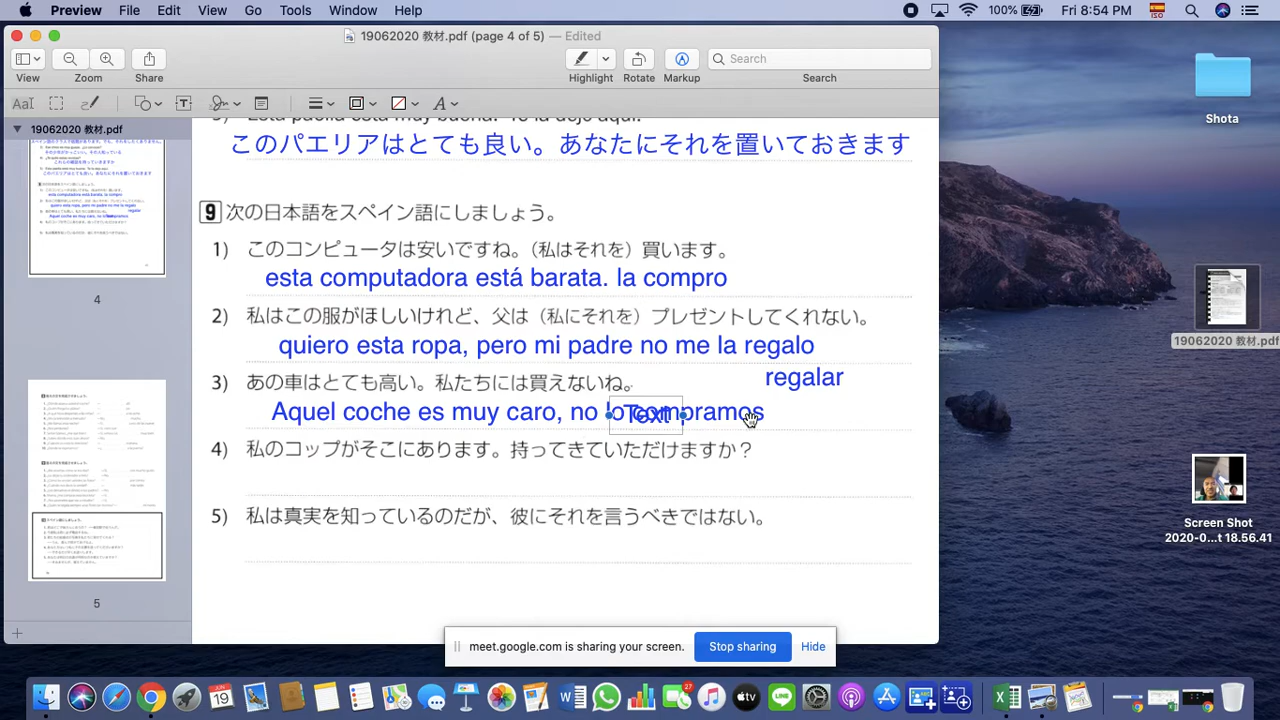 Preview File Edit View Go Tools Window Help 100% Fri 8:54 PM
19062020 教材.pdf (page 4 of 5) — Edited
View Zoom Share Highlight Rotate Markup Search
Search
19062020 教材.pdf
4
5
このパエリアはとても良い。あなたにそれを置いておきます
9 次の日本語をスペイン語にしましょう。
1) このコンピュータは安いですね。(私はそれを)買います。
esta computadora está barata. la compro
2) 私はこの服がほしいけれど、父は(私にそれを)プレゼントしてくれない。
quiero esta ropa, pero mi padre no me la regalo
regalar
3) あの車はとても高い。私たちには買えないね。
Aquel coche es muy caro, no lo compramos
Text
4) 私のコップがそこにあります。持ってきていただけますか?
5) 私は真実を知っているのだが、彼にそれを言うべきではない。
meet.google.com is sharing your screen. Stop sharing Hide
Shota
19062020 教材.pdf
Screen Shot
2020-0...t 18.56.41
JUN
19
27